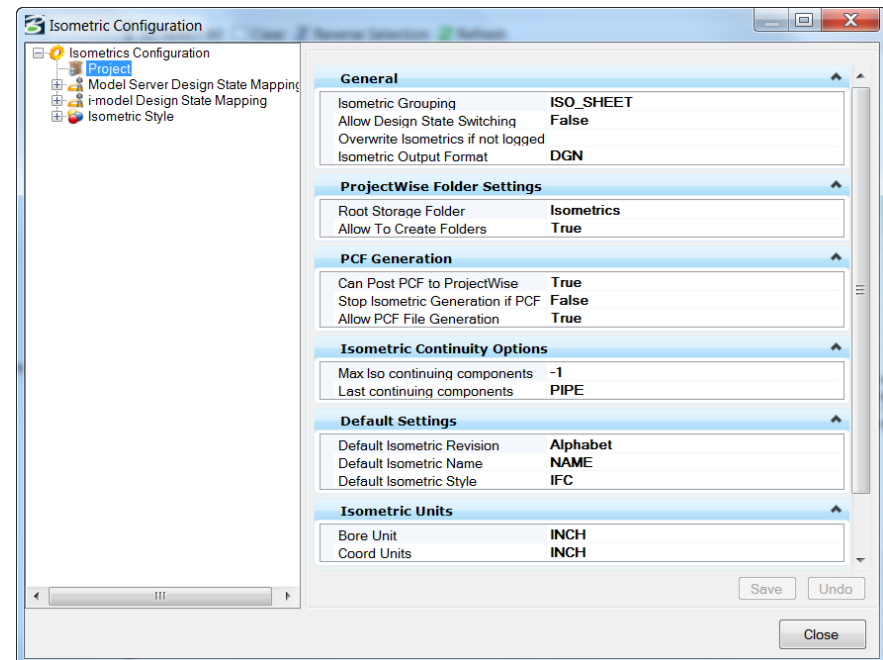 Isometric Configuration
Isometrics Configuration
Project
Model Server Design State Mapping
i-model Design State Mapping
Isometric Style
General
Isometric Grouping ISO_SHEET
Allow Design State Switching False
Overwrite Isometrics if not logged
Isometric Output Format DGN
ProjectWise Folder Settings
Root Storage Folder Isometrics
Allow To Create Folders True
PCF Generation
Can Post PCF to ProjectWise True
Stop Isometric Generation if PCF False
Allow PCF File Generation True
Isometric Continuity Options
Max Iso continuing components -1
Last continuing components PIPE
Default Settings
Default Isometric Revision Alphabet
Default Isometric Name NAME
Default Isometric Style IFC
Isometric Units
Bore Unit INCH
Coord Units INCH
Save Undo
Close